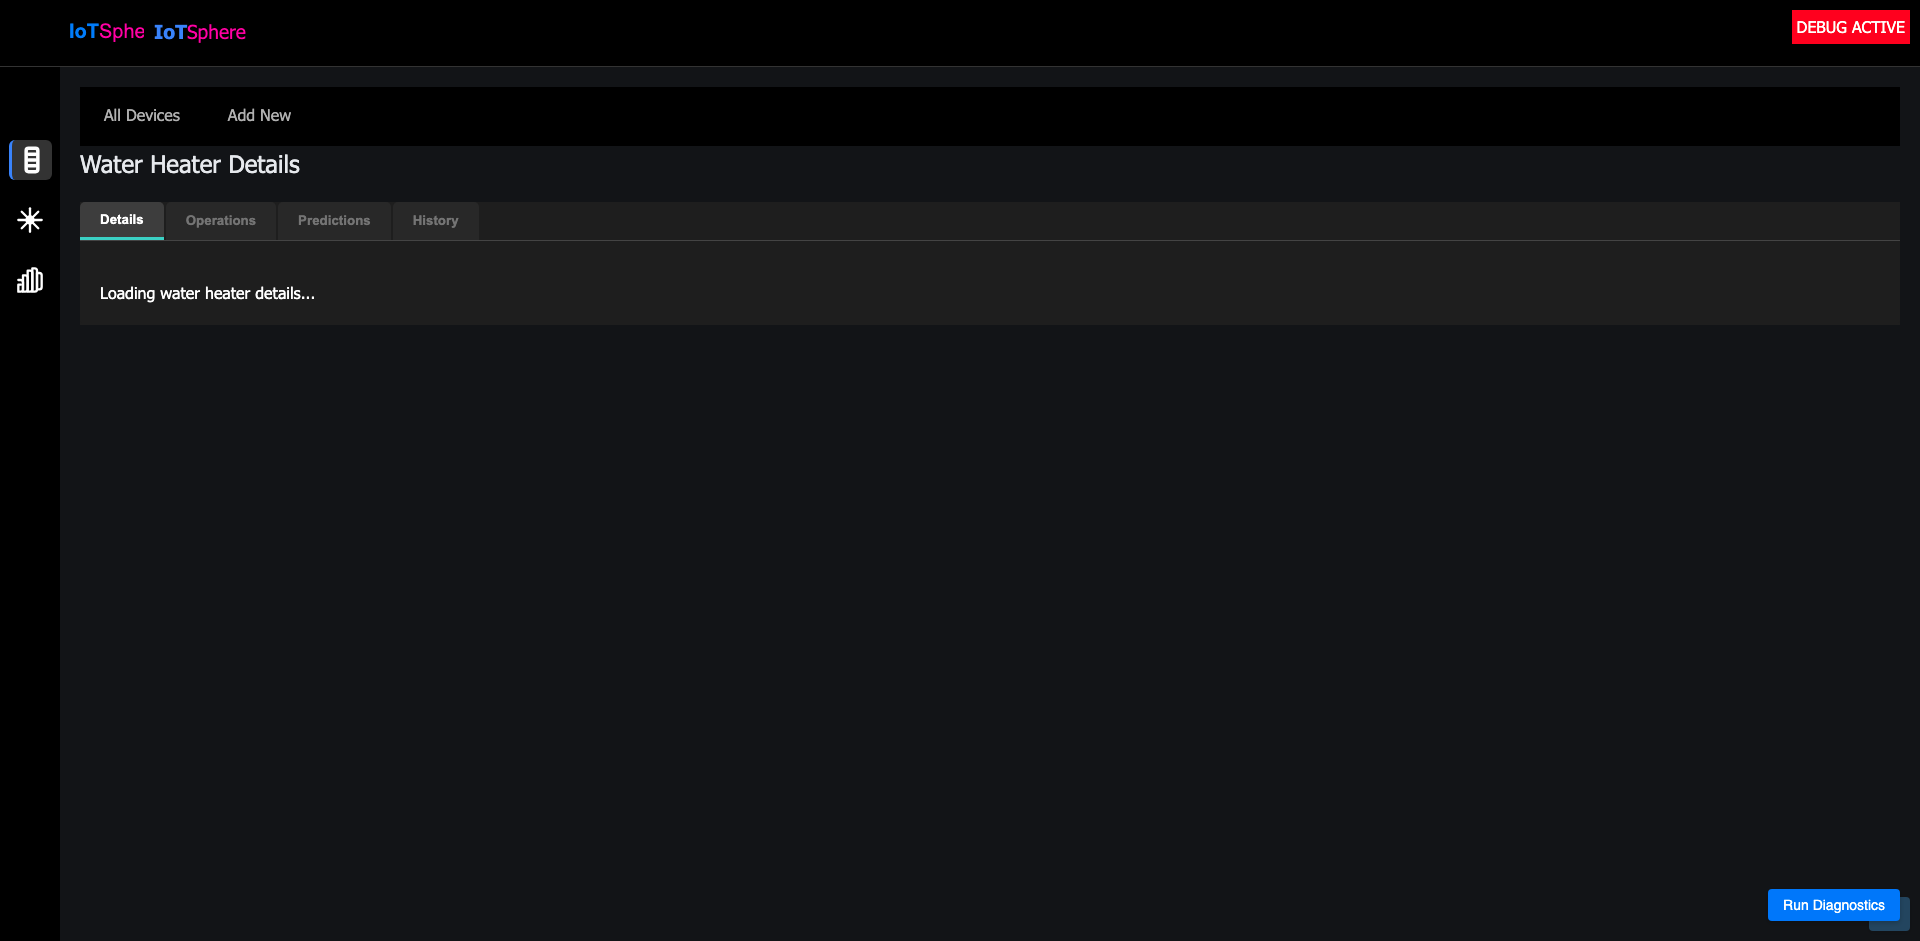 IoTSphe IoTSphere
DEBUG ACTIVE
All Devices Add New
Water Heater Details
Details Operations Predictions History
Loading water heater details...
Run Diagnostics